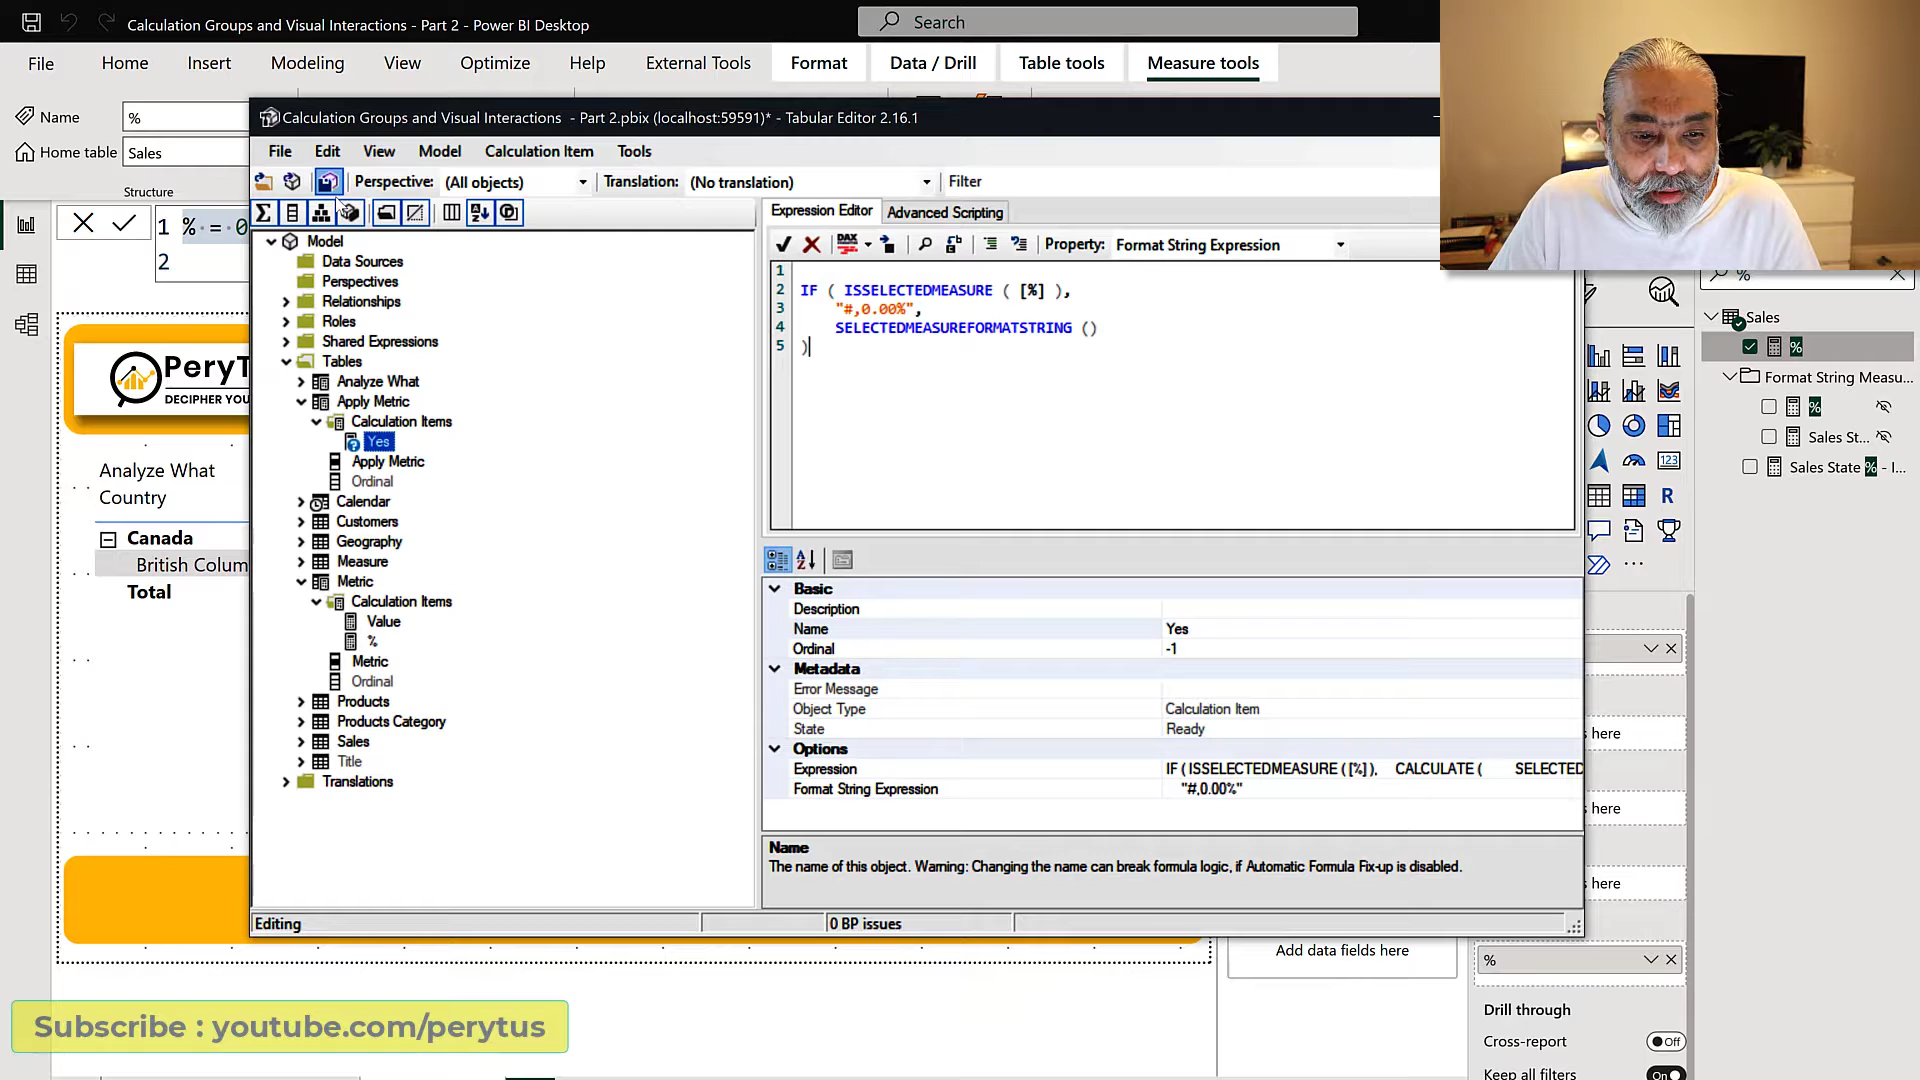 Calculation Groups and Visual Interactions - Part 2 - Power BI Desktop
Search
File
Home
Insert
Modeling
View
Optimize
Help
External Tools
Format
Data / Drill
Table tools
Measure tools
Name
%
Home table
Sales
Structure
1 % = 0
2
Calculation Groups and Visual Interactions - Part 2.pbix (localhost:59591)* - Tabular Editor 2.16.1
File
Edit
View
Model
Calculation Item
Tools
Perspective:
(All objects)
Translation:
(No translation)
Filter
Model
Data Sources
Perspectives
Relationships
Roles
Shared Expressions
Tables
Analyze What
Apply Metric
Calculation Items
Yes
Apply Metric
Ordinal
Calendar
Customers
Geography
Measure
Metric
Calculation Items
Value
%
Metric
Ordinal
Products
Products Category
Sales
Title
Translations
Editing
0 BP issues
Expression Editor
Advanced Scripting
DAX
Property:
Format String Expression
1
2 IF ( ISSELECTEDMEASURE ( [%] ),
3 "#,0.00%",
4 SELECTEDMEASUREFORMATSTRING ()
5 )
Basic
Description
Name
Yes
Ordinal
-1
Metadata
Error Message
Object Type
Calculation Item
State
Ready
Options
Expression
IF ( ISSELECTEDMEASURE ( [%] ), CALCULATE ( SELECTED
Format String Expression
"#,0.00%"
Name
The name of this object. Warning: Changing the name can break formula logic, if Automatic Formula Fix-up is disabled.
PeryT
DECIPHER YOU
Analyze What
Country
Canada
British Colum
Total
%
Sales
%
Format String Measu...
%
Sales St...
Sales State % - I...
123
R
s here
s here
s here
Add data fields here
%
Drill through
Cross-report
Off
Keep all filters
On
Subscribe : youtube.com/perytus